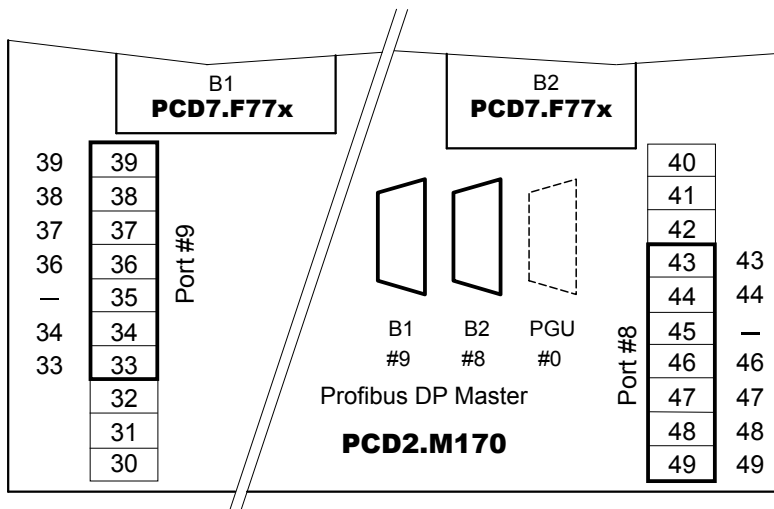 B1
PCD7.F77x
B2
PCD7.F77x
39 39
38 38
37 37
36 36
— 35
34 34
33 33
32
31
30
Port #9
B1 B2 PGU
#9 #8 #0
Profibus DP Master
PCD2.M170
Port #8
40
41
42
43 43
44 44
45 —
46 46
47 47
48 48
49 49